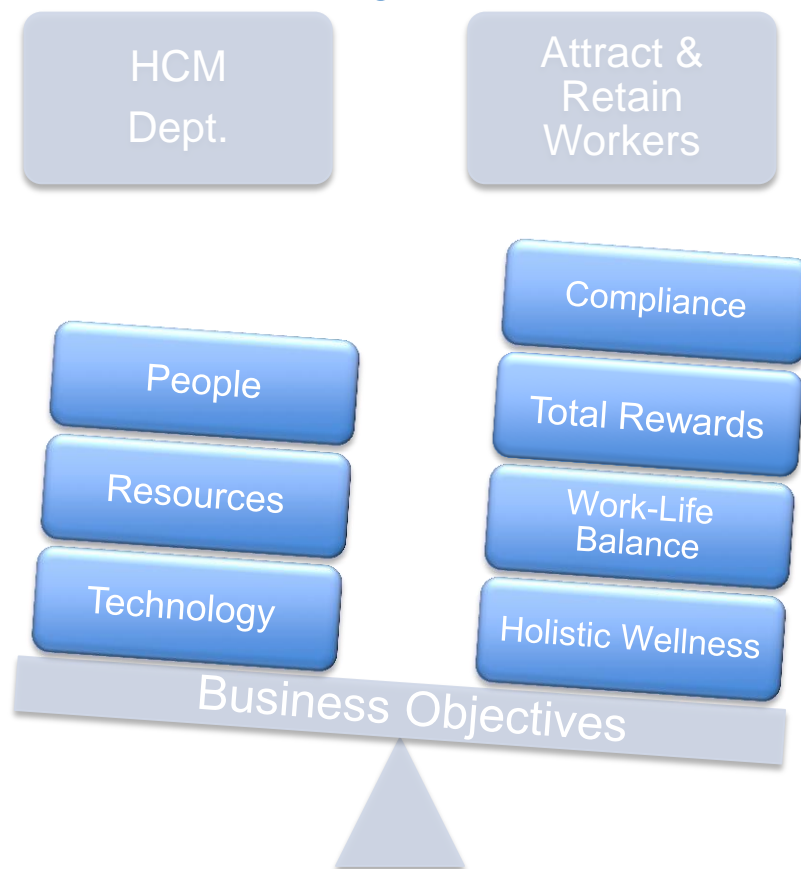 HCM
Dept.
Attract &
Retain
Workers
People
Resources
Technology
Compliance
Total Rewards
Work-Life
Balance
Holistic Wellness
Business Objectives